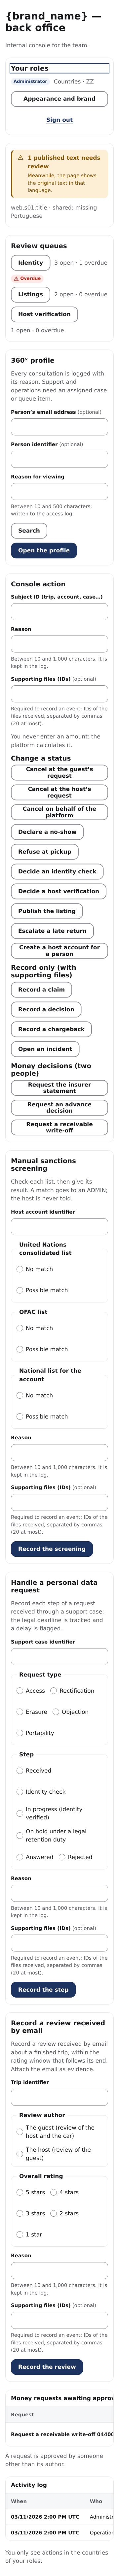 {brand_name} —
back office
Internal console for the team.
Your roles
Administrator Countries · ZZ
Appearance and brand
Sign out
1 published text needs
review
Meanwhile, the page shows
the original text in that
language.
web.s01.title · shared: missing
Portuguese
Review queues
Identity 3 open · 1 overdue
Overdue
Listings 2 open · 0 overdue
Host verification
1 open · 0 overdue
360° profile
Every consultation is logged with
its reason. Support and
operations need an assigned case
or queue item.
Person's email address (optional)
Person identifier (optional)
Reason for viewing
Between 10 and 500 characters;
written to the access log.
Search
Open the profile
Console action
Subject ID (trip, account, case…)
Reason
Between 10 and 1,000 characters. It is
kept in the log.
Supporting files (IDs) (optional)
Required to record an event: IDs of the
files received, separated by commas
(20 at most).
You never enter an amount: the
platform calculates it.
Change a status
Cancel at the guest's
request
Cancel at the host's
request
Cancel on behalf of the
platform
Declare a no-show
Refuse at pickup
Decide an identity check
Decide a host verification
Publish the listing
Escalate a late return
Create a host account for
a person
Record only (with
supporting files)
Record a claim
Record a decision
Record a chargeback
Open an incident
Money decisions (two
people)
Request the insurer
statement
Request an advance
decision
Request a receivable
write-off
Manual sanctions
screening
Check each list, then give its
result. A match goes to an ADMIN;
the host is never told.
Host account identifier
United Nations
consolidated list
No match
Possible match
OFAC list
No match
Possible match
National list for the
account
No match
Possible match
Reason
Between 10 and 1,000 characters. It is
kept in the log.
Supporting files (IDs) (optional)
Required to record an event: IDs of the
files received, separated by commas
(20 at most).
Record the screening
Handle a personal data
request
Record each step of a request
received through a support case:
the legal deadline is tracked and
a delay is flagged.
Support case identifier
Request type
Access Rectification
Erasure Objection
Portability
Step
Received
Identity check
In progress (identity
verified)
On hold under a legal
retention duty
Answered Rejected
Reason
Between 10 and 1,000 characters. It is
kept in the log.
Supporting files (IDs) (optional)
Required to record an event: IDs of the
files received, separated by commas
(20 at most).
Record the step
Record a review received
by email
Record a review received by email
about a finished trip, within the
rating window that follows its end.
Attach the email as evidence.
Trip identifier
Review author
The guest (review of the
host and the car)
The host (review of the
guest)
Overall rating
5 stars 4 stars
3 stars 2 stars
1 star
Reason
Between 10 and 1,000 characters. It is
kept in the log.
Supporting files (IDs) (optional)
Required to record an event: IDs of the
files received, separated by commas
(20 at most).
Record the review
Money requests awaiting approv
Request
Request a receivable write-off 0440
A request is approved by someone
other than its author.
Activity log
When Who
03/11/2026 2:00 PM UTC Administr
03/11/2026 2:00 PM UTC Operation
You only see actions in the countries
of your roles.